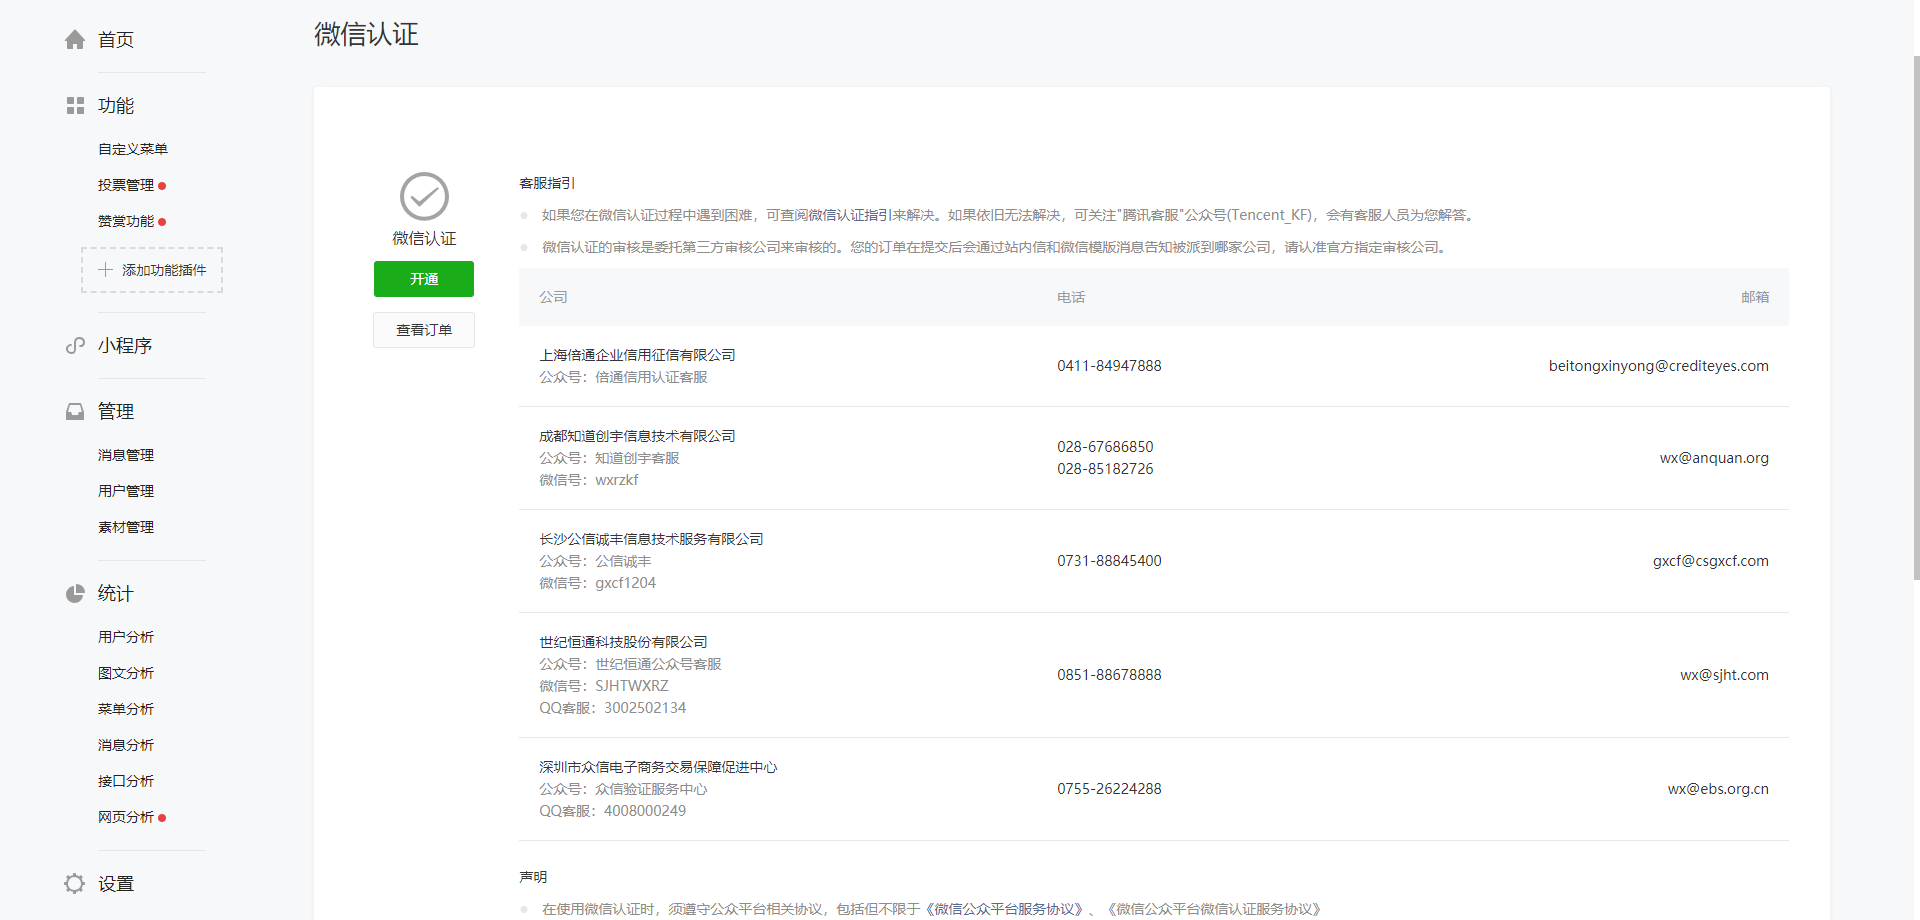 首页
功能
自定义菜单
投票管理
赞赏功能
添加功能插件
小程序
管理
消息管理
用户管理
素材管理
统计
用户分析
图文分析
菜单分析
消息分析
接口分析
网页分析
设置
微信认证
微信认证
开通
查看订单
客服指引
如果您在微信认证过程中遇到困难，可查阅微信认证指引来解决。如果依旧无法解决，可关注"腾讯客服"公众号(Tencent_KF)，会有客服人员为您解答。
微信认证的审核是委托第三方审核公司来审核的。您的订单在提交后会通过站内信和微信模版消息告知被派到哪家公司，请认准官方指定审核公司。
公司 电话 邮箱
上海倍通企业信用征信有限公司
公众号：倍通信用认证客服
0411-84947888
beitongxinyong@crediteyes.com
成都知道创宇信息技术有限公司
公众号：知道创宇客服
微信号：wxrzkf
028-67686850
028-85182726
wx@anquan.org
长沙公信诚丰信息技术服务有限公司
公众号：公信诚丰
微信号：gxcf1204
0731-88845400
gxcf@csgxcf.com
世纪恒通科技股份有限公司
公众号：世纪恒通公众号客服
微信号：SJHTWXRZ
QQ客服：3002502134
0851-88678888
wx@sjht.com
深圳市众信电子商务交易保障促进中心
公众号：众信验证服务中心
QQ客服：4008000249
0755-26224288
wx@ebs.org.cn
声明
在使用微信认证时，须遵守公众平台相关协议，包括但不限于《微信公众平台服务协议》、《微信公众平台微信认证服务协议》